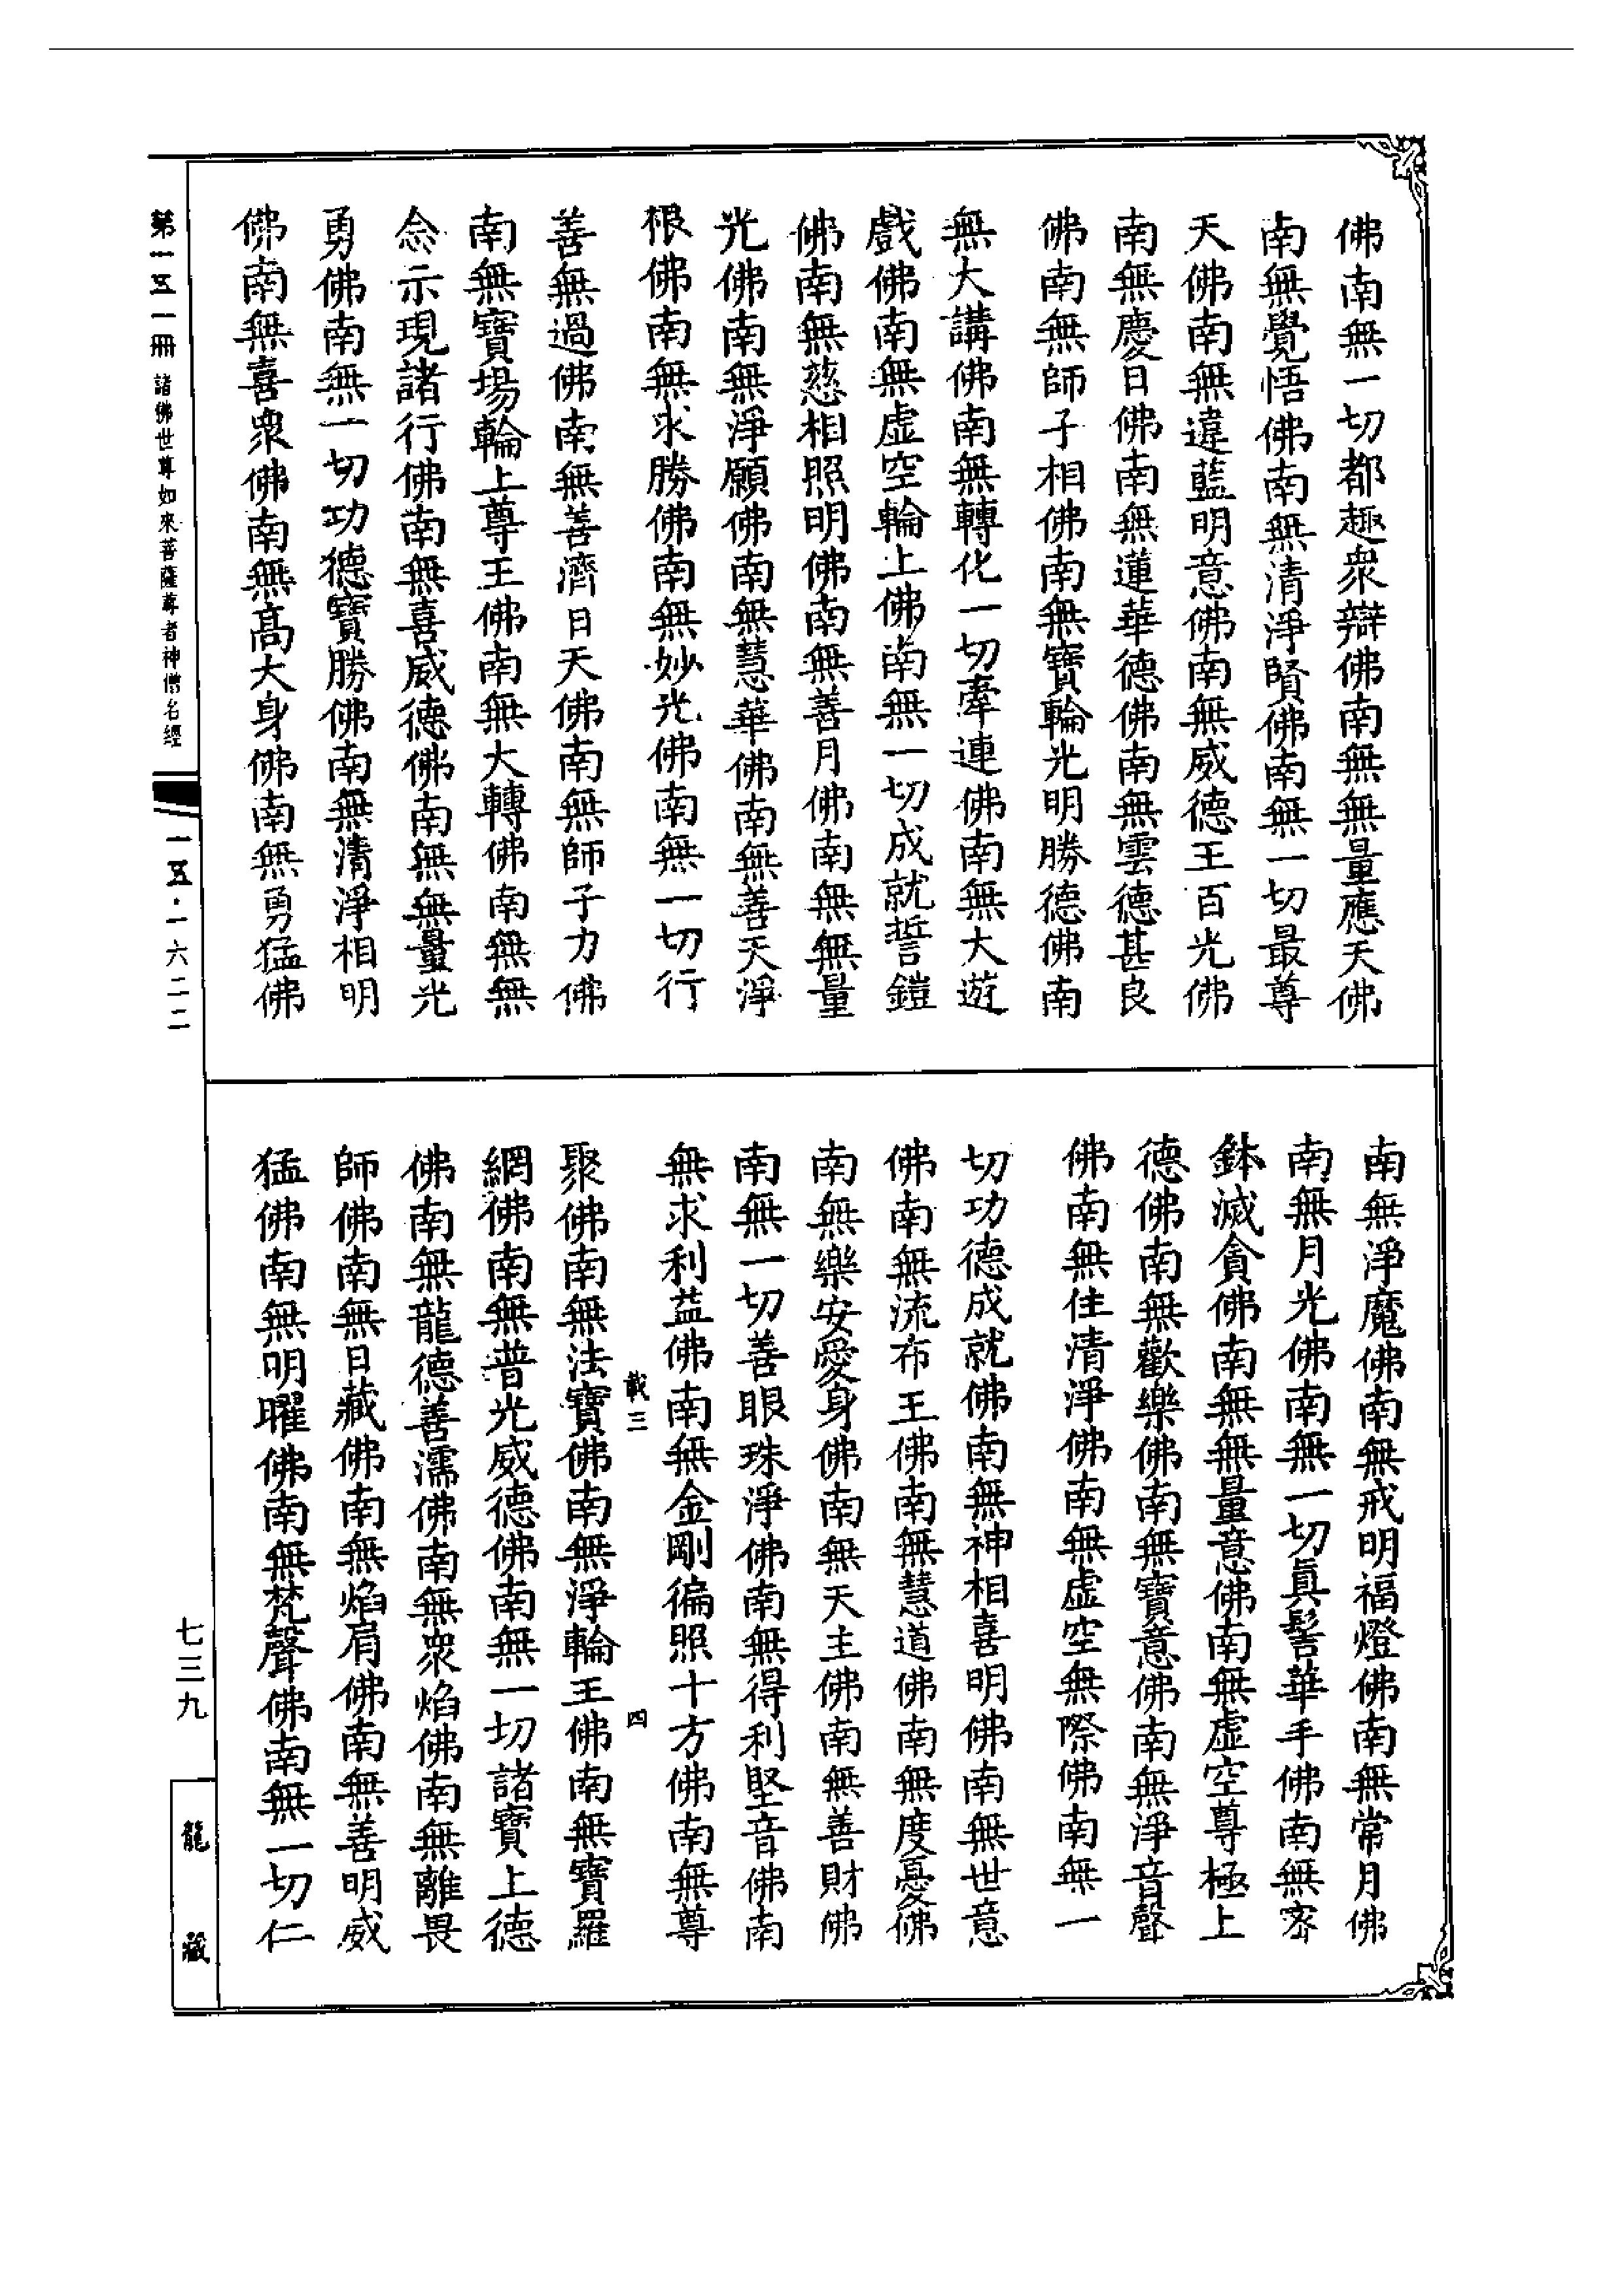 佛南無一切都趣衆辯佛南無無量應天佛
南無覺悟佛南無清淨賢佛南無一切最尊
天佛南無違藍明意佛南無威德王百光佛
南無慶日佛南無蓮華德佛南無雲德甚良
佛南無師子相佛南無寶輪光明勝德佛南
無大講佛南無轉化一切牽連佛南無大遊
戲佛南無虛空輪上佛南無一切成就誓鎧
佛南無慈相照明佛南無善月佛南無無量
光佛南無淨願佛南無慧華佛南無善天淨
根佛南無求勝佛南無妙光佛南無一切行
善無過佛南無善濟日天佛南無師子力佛
南無寶場輪上尊王佛南無大轉佛南無無
念示現諸行佛南無喜威德佛南無無量光
勇佛南無一切功德寶勝佛南無清淨相明
佛南無喜衆佛南無高大身佛南無勇猛佛
南無淨魔佛南無戒明福燈佛南無常月佛
南無月光佛南無一切真髻華手佛南無密
鉢滅貪佛南無無量意佛南無虛空尊極上
德佛南無歡樂佛南無寶意佛南無淨音聲
佛南無住清淨佛南無虛空無際佛南無一
切功德成就佛南無神相喜明佛南無世意
佛南無流布王佛南無慧道佛南無度憂佛
南無樂安愛身佛南無天主佛南無善財佛
南無一切善眼珠淨佛南無得利堅音佛南
無求利益佛南無金剛徧照十方佛南無尊
載三 四
聚佛南無法寶佛南無淨輪王佛南無寶羅
網佛南無普光威德佛南無一切諸寶上德
佛南無龍德善濡佛南無衆焰佛南無離畏
師佛南無日藏佛南無焰肩佛南無善明威
猛佛南無明曜佛南無梵聲佛南無一切仁
第一五一冊 諸佛世尊如來菩薩尊者神僧名經
一五·一六二二
七三九
龍藏